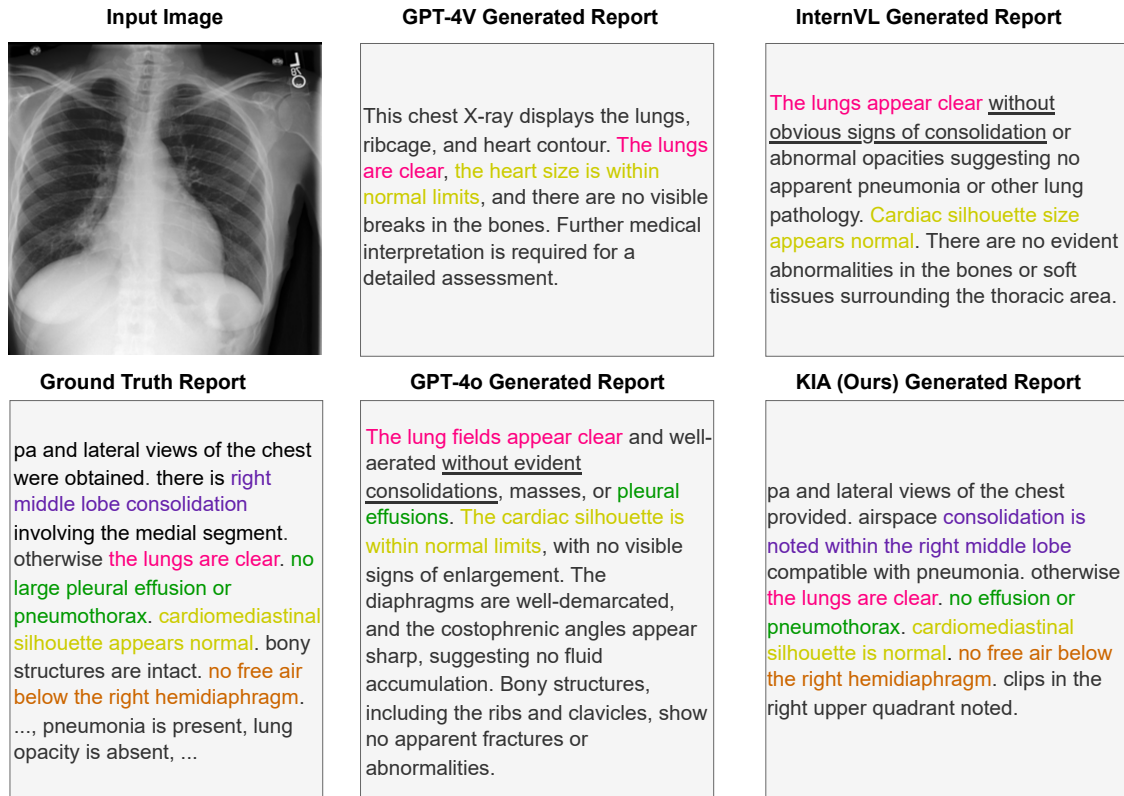 Input Image
GPT-4V Generated Report
InternVL Generated Report
L
This chest X-ray displays the lungs,
ribcage, and heart contour. The lungs
are clear, the heart size is within
normal limits, and there are no visible
breaks in the bones. Further medical
interpretation is required for a
detailed assessment.
The lungs appear clear without
obvious signs of consolidation or
abnormal opacities suggesting no
apparent pneumonia or other lung
pathology. Cardiac silhouette size
appears normal. There are no evident
abnormalities in the bones or soft
tissues surrounding the thoracic area.
Ground Truth Report
GPT-4o Generated Report
KIA (Ours) Generated Report
pa and lateral views of the chest
were obtained. there is right
middle lobe consolidation
involving the medial segment.
otherwise the lungs are clear. no
large pleural effusion or
pneumothorax. cardiomediastinal
silhouette appears normal. bony
structures are intact. no free air
below the right hemidiaphragm.
..., pneumonia is present, lung
opacity is absent, ...
The lung fields appear clear and well-
aerated without evident
consolidations, masses, or pleural
effusions. The cardiac silhouette is
within normal limits, with no visible
signs of enlargement. The
diaphragms are well-demarcated,
and the costophrenic angles appear
sharp, suggesting no fluid
accumulation. Bony structures,
including the ribs and clavicles, show
no apparent fractures or
abnormalities.
pa and lateral views of the chest
provided. airspace consolidation is
noted within the right middle lobe
compatible with pneumonia. otherwise
the lungs are clear. no effusion or
pneumothorax. cardiomediastinal
silhouette is normal. no free air below
the right hemidiaphragm. clips in the
right upper quadrant noted.